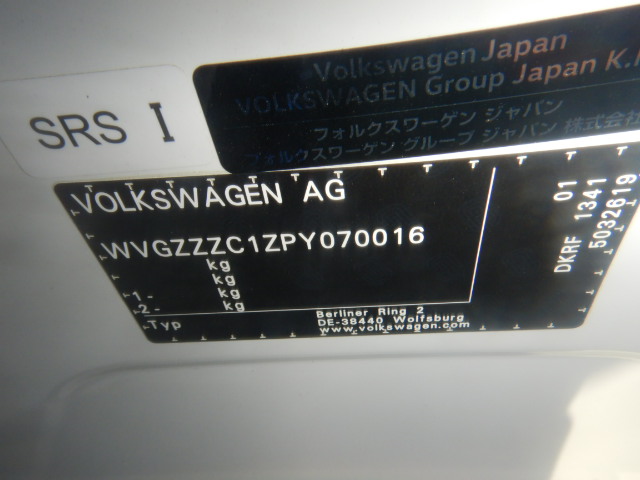 Volkswagen Japan
VOLKSWAGEN Group Japan K.
フォルクスワーゲン ジャパン
フォルクスワーゲン グループ ジャパン 株式会社
SRS I
VOLKSWAGEN AG
WVGZZZC1ZPY070016
kg
kg
1- kg
2- kg
Typ
Berliner Ring 2
DE-38440 Wolfsburg
www.volkswagen.com
01
DKRF 1341
5032619